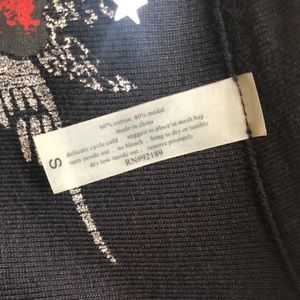 60% cotton, 40% modal
made in china
delicate cycle cold . suggest to place in mesh bag
turn inside out . no bleach . hang to dry or tumble
dry low inside out . remove promptly
RN#92189
S